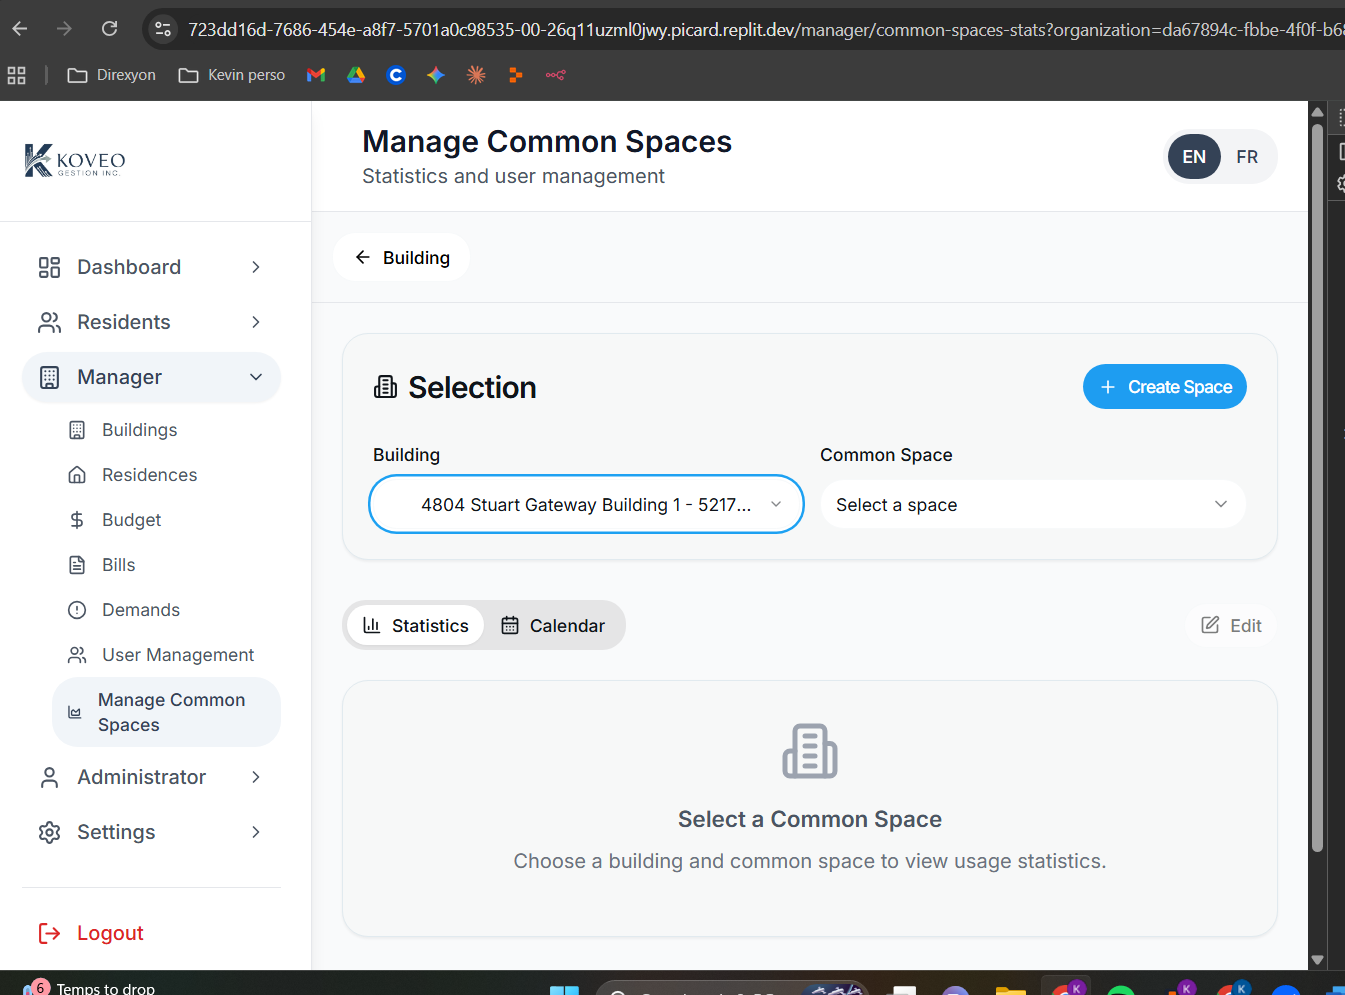 723dd16d-7686-454e-a8f7-5701a0c98535-00-26q11uzml0jwy.picard.replit.dev/manager/common-spaces-stats?organization=da67894c-fbbe-4f0f-b6
Direxyon
Kevin perso
KOVEO
GESTION INC.
Manage Common Spaces
Statistics and user management
EN
FR
Building
Dashboard
Residents
Manager
Buildings
Residences
Budget
Bills
Demands
User Management
Manage Common
Spaces
Administrator
Settings
Logout
Selection
Create Space
Building
Common Space
4804 Stuart Gateway Building 1 - 5217...
Select a space
Statistics
Calendar
Edit
Select a Common Space
Choose a building and common space to view usage statistics.
6
Temps to drop
K
K
K